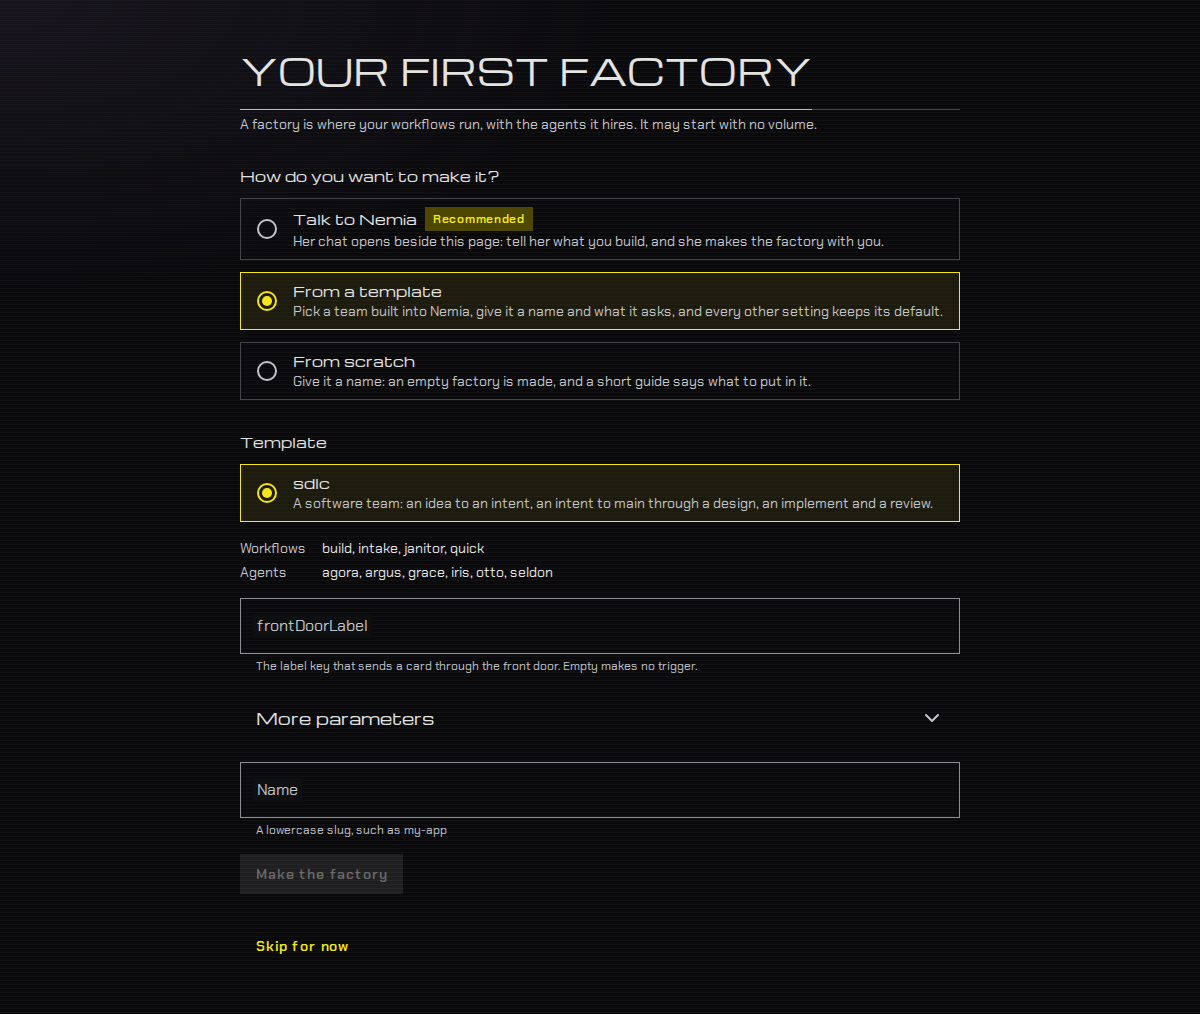 YOUR FIRST FACTORY
A factory is where your workflows run, with the agents it hires. It may start with no volume.
How do you want to make it?
Talk to Nemia Recommended
Her chat opens beside this page: tell her what you build, and she makes the factory with you.
From a template
Pick a team built into Nemia, give it a name and what it asks, and every other setting keeps its default.
From scratch
Give it a name: an empty factory is made, and a short guide says what to put in it.
Template
sdlc
A software team: an idea to an intent, an intent to main through a design, an implement and a review.
Workflows build, intake, janitor, quick
Agents agora, argus, grace, iris, otto, seldon
frontDoorLabel
The label key that sends a card through the front door. Empty makes no trigger.
More parameters
Name
A lowercase slug, such as my-app
Make the factory
Skip for now